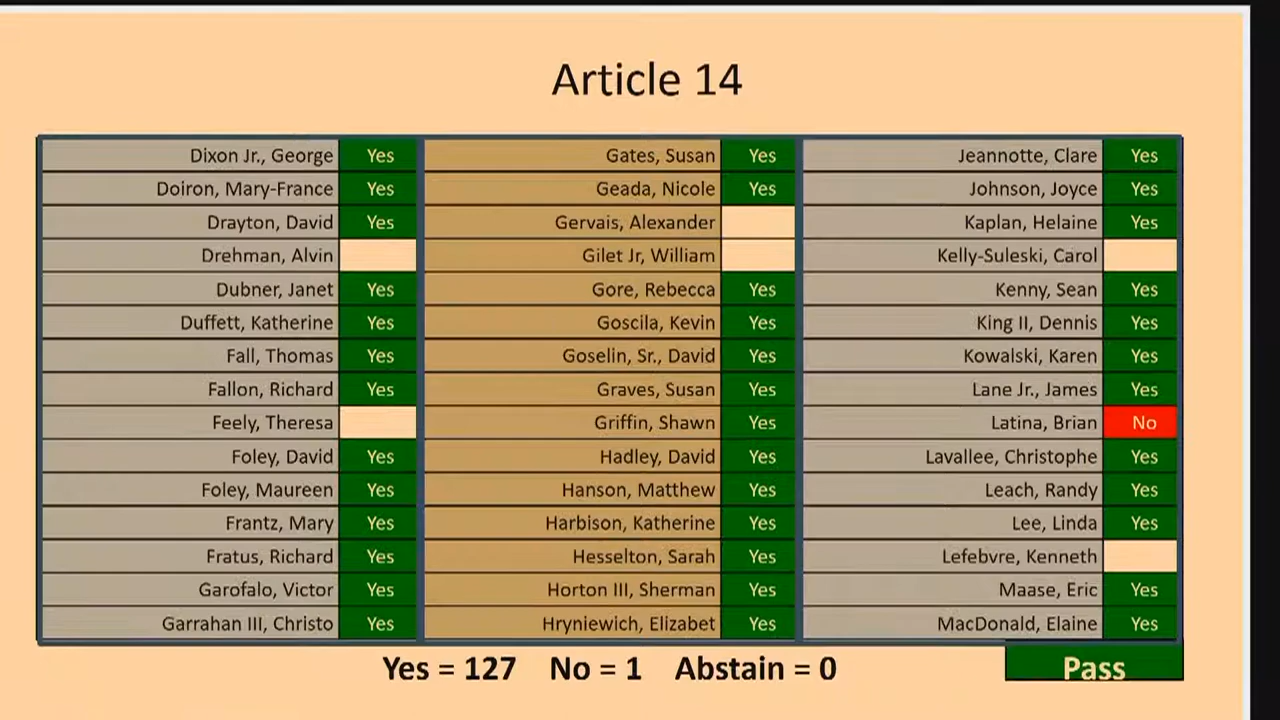 Article 14
Dixon Jr., George Yes Gates, Susan Yes Jeannotte, Clare Yes
Doiron, Mary-France Yes Geada, Nicole Yes Johnson, Joyce Yes
Drayton, David Yes Gervais, Alexander Kaplan, Helaine Yes
Drehman, Alvin Gilet Jr, William Kelly-Suleski, Carol
Dubner, Janet Yes Gore, Rebecca Yes Kenny, Sean Yes
Duffett, Katherine Yes Goscila, Kevin Yes King II, Dennis Yes
Fall, Thomas Yes Goselin, Sr., David Yes Kowalski, Karen Yes
Fallon, Richard Yes Graves, Susan Yes Lane Jr., James Yes
Feely, Theresa Griffin, Shawn Yes Latina, Brian No
Foley, David Yes Hadley, David Yes Lavallee, Christophe Yes
Foley, Maureen Yes Hanson, Matthew Yes Leach, Randy Yes
Frantz, Mary Yes Harbison, Katherine Yes Lee, Linda Yes
Fratus, Richard Yes Hesselton, Sarah Yes Lefebvre, Kenneth
Garofalo, Victor Yes Horton III, Sherman Yes Maase, Eric Yes
Garrahan III, Christo Yes Hryniewich, Elizabet Yes MacDonald, Elaine Yes
Yes = 127 No = 1 Abstain = 0 Pass